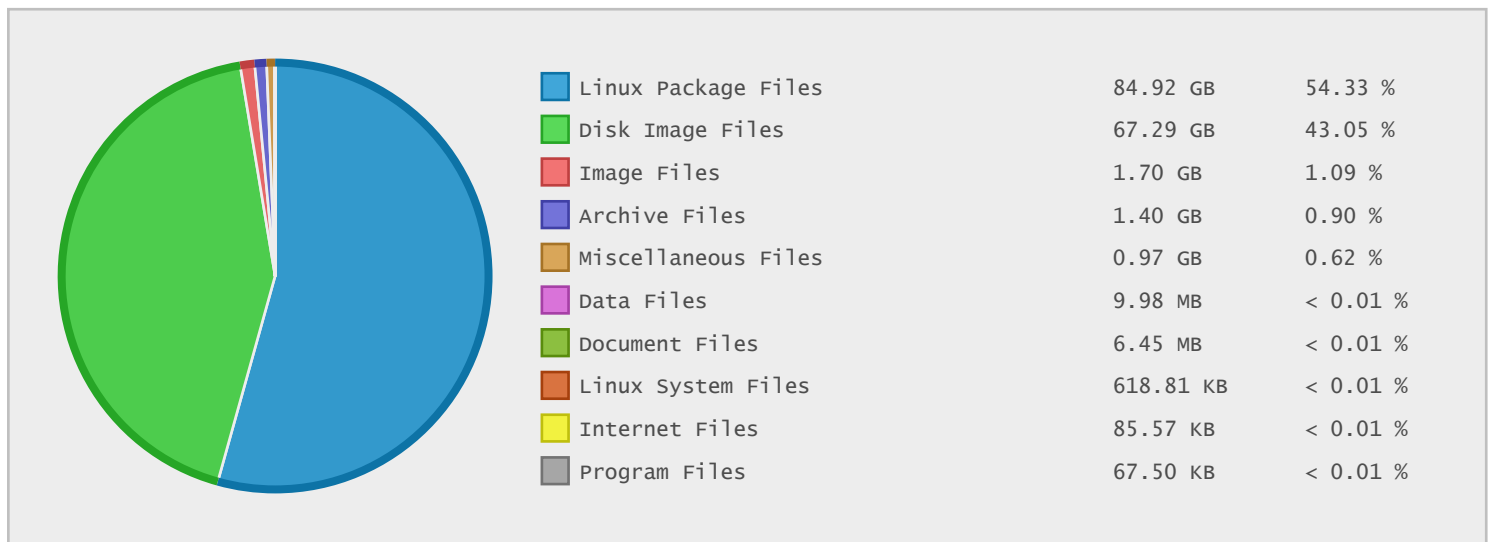 Linux Package Files 84.92 GB 54.33 %
Disk Image Files 67.29 GB 43.05 %
Image Files 1.70 GB 1.09 %
Archive Files 1.40 GB 0.90 %
Miscellaneous Files 0.97 GB 0.62 %
Data Files 9.98 MB < 0.01 %
Document Files 6.45 MB < 0.01 %
Linux System Files 618.81 KB < 0.01 %
Internet Files 85.57 KB < 0.01 %
Program Files 67.50 KB < 0.01 %